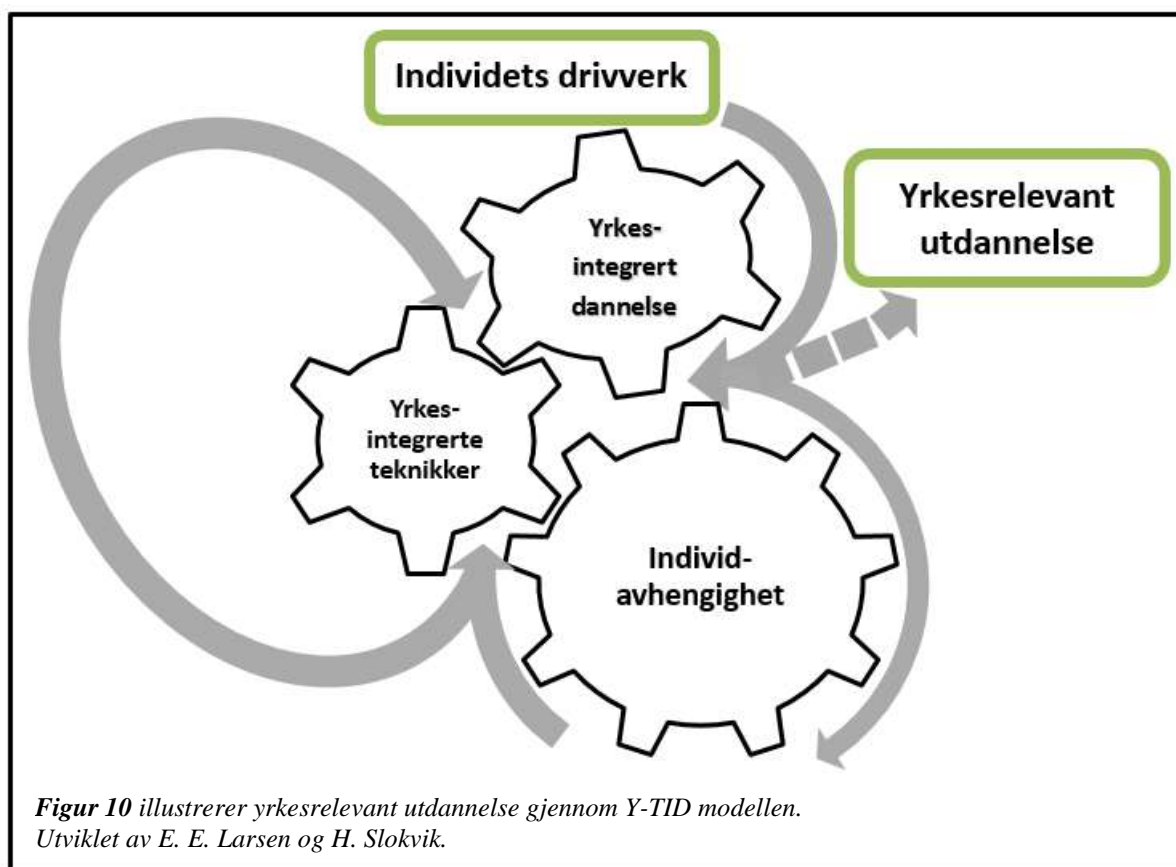 Individets drivverk
Yrkesrelevant
utdannelse
Yrkes-
integrert
dannelse
Yrkes-
integrerte
teknikker
Individ-
avhengighet
Figur 10 illustrerer yrkesrelevant utdannelse gjennom Y-TID modellen.
Utviklet av E. E. Larsen og H. Slokvik.